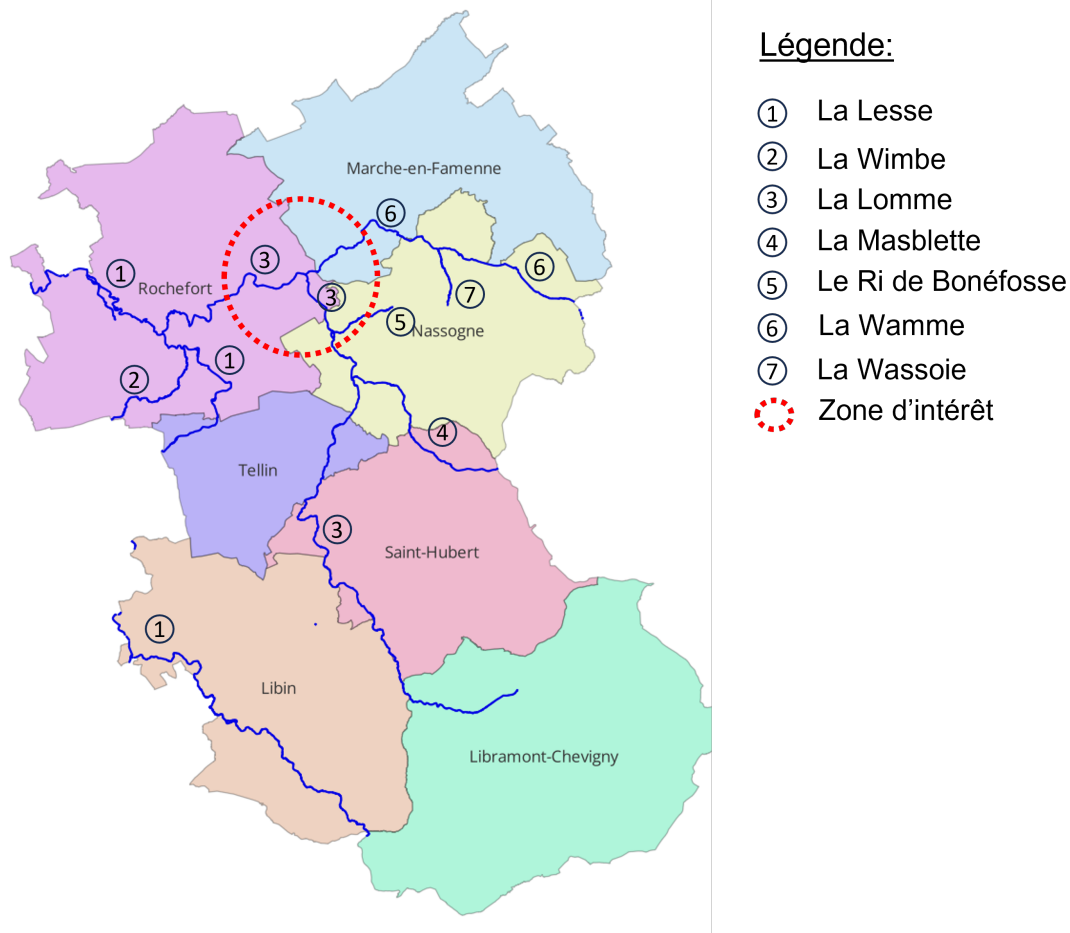 Légende:
① La Lesse
② La Wimbe
③ La Lomme
④ La Masblette
⑤ Le Ri de Bonéfosse
⑥ La Wamme
⑦ La Wassoie
Zone d’intérêt
Marche-en-Famenne
⑥
③
⑥
①
Rochefort
③
⑦
⑤
Nassogne
①
②
④
Tellin
③
Saint-Hubert
①
Libin
Libramont-Chevigny